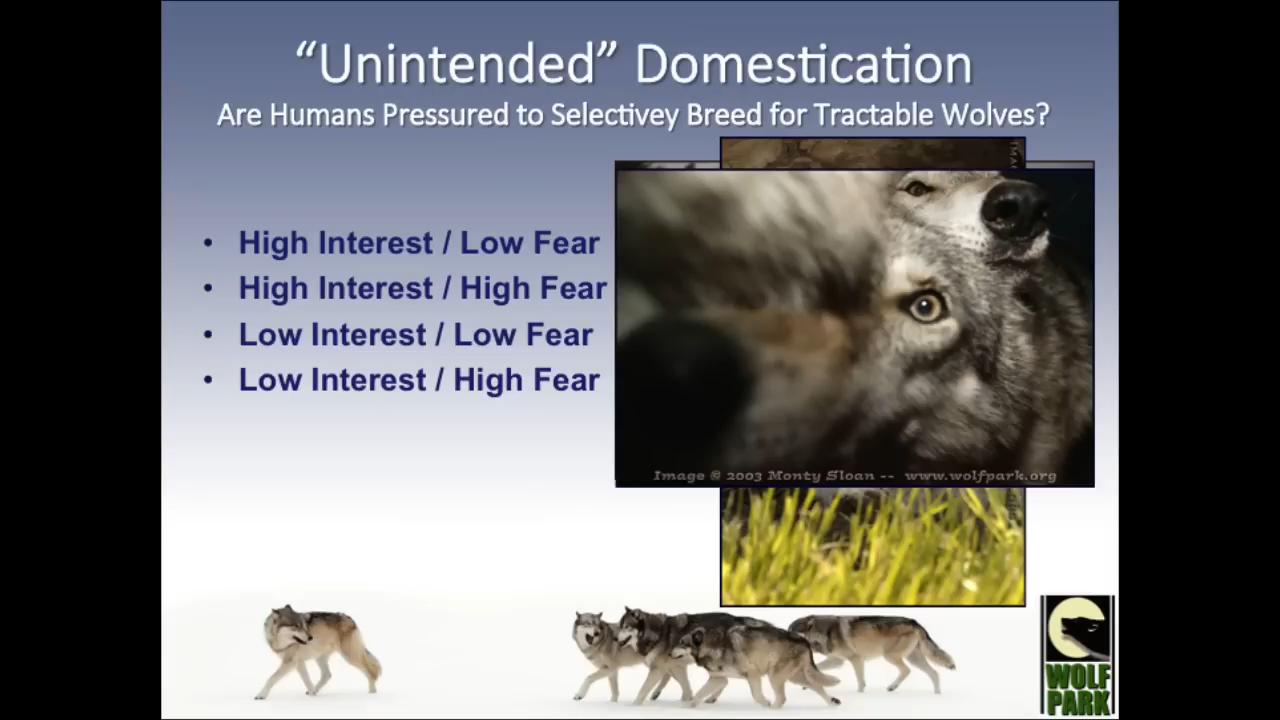 “Unintended” Domestication
Are Humans Pressured to Selectivey Breed for Tractable Wolves?
• High Interest / Low Fear
• High Interest / High Fear
• Low Interest / Low Fear
• Low Interest / High Fear
Image © 2003 Monty Sloan -- www.wolfpark.org
WOLF
PARK